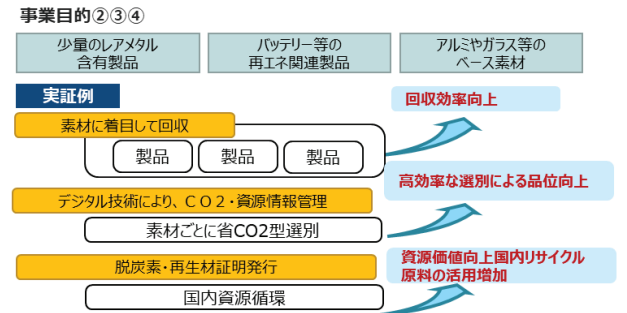 事業目的②③④
少量のレアメタル
含有製品
バッテリー等の
再エネ関連製品
アルミやガラス等の
ベース素材
実証例
回収効率向上
素材に着目して回収
製品 製品 製品
高効率な選別による品位向上
デジタル技術により、CO2・資源情報管理
素材ごとに省CO2型選別
資源価値向上国内リサイクル
原料の活用増加
脱炭素・再生材証明発行
国内資源循環